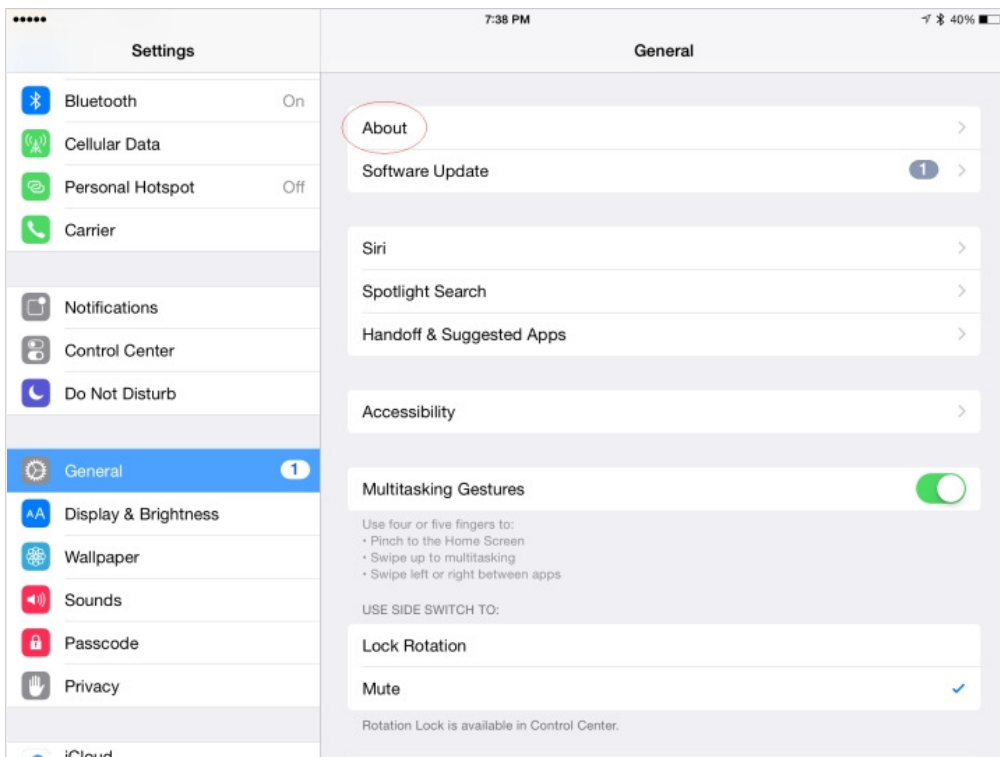 7:38 PM
40%
Settings
General
Bluetooth On
Cellular Data
Personal Hotspot Off
Carrier
Notifications
Control Center
Do Not Disturb
General 1
Display & Brightness
Wallpaper
Sounds
Passcode
Privacy
iCloud
About
Software Update 1
Siri
Spotlight Search
Handoff & Suggested Apps
Accessibility
Multitasking Gestures
Use four or five fingers to:
• Pinch to the Home Screen
• Swipe up to multitasking
• Swipe left or right between apps
USE SIDE SWITCH TO:
Lock Rotation
Mute
Rotation Lock is available in Control Center.